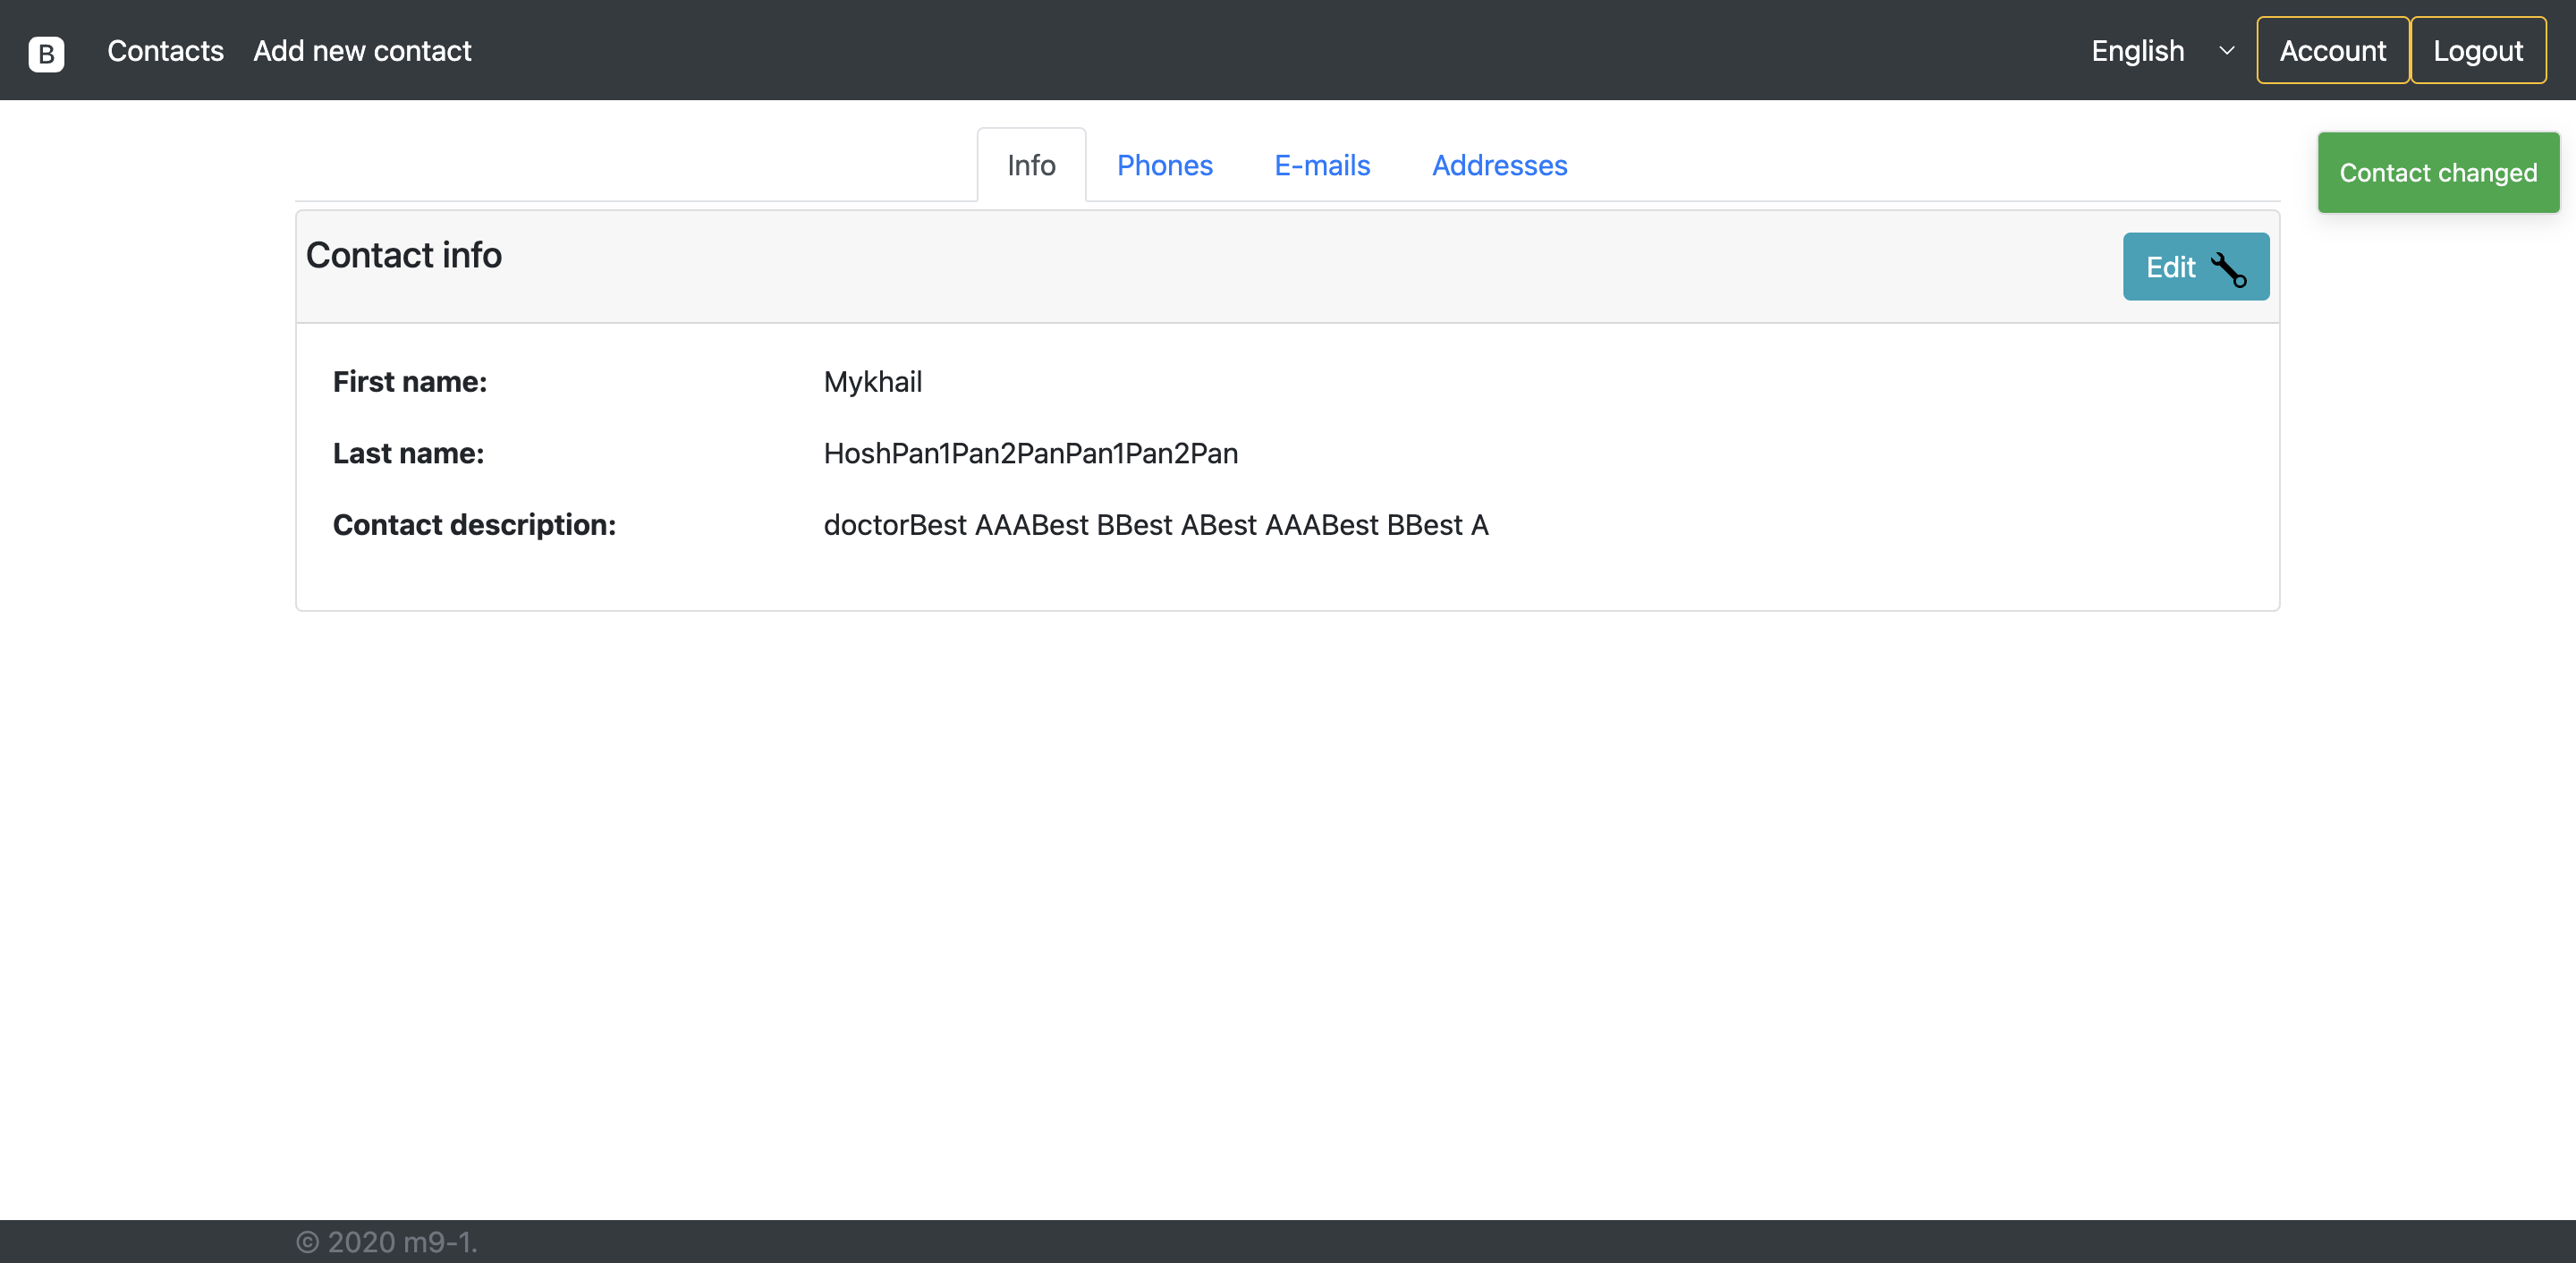 B Contacts Add new contact English Account Logout
Info Phones E-mails Addresses
Contact changed
Contact info Edit
First name: Mykhail
Last name: HoshPan1Pan2PanPan1Pan2Pan
Contact description: doctorBest AAABest BBest ABest AAABest BBest A
© 2020 m9-1.